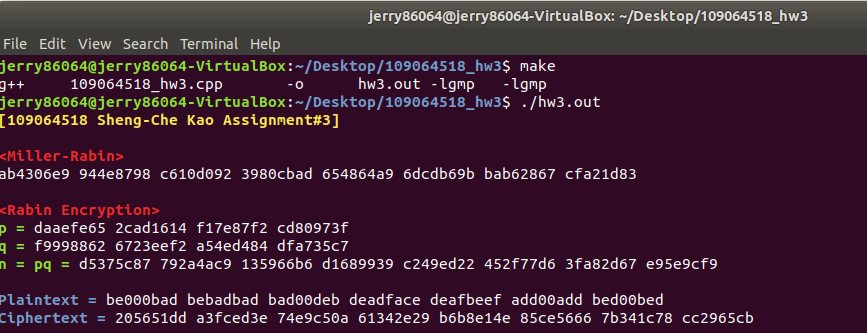 jerry86064@jerry86064-VirtualBox: ~/Desktop/109064518_hw3
File Edit View Search Terminal Help
jerry86064@jerry86064-VirtualBox:~/Desktop/109064518_hw3$ make
g++ 109064518_hw3.cpp -o hw3.out -lgmp -lgmp
jerry86064@jerry86064-VirtualBox:~/Desktop/109064518_hw3$ ./hw3.out
[109064518 Sheng-Che Kao Assignment#3]
<Miller-Rabin>
ab4306e9 944e8798 c610d092 3980cbad 654864a9 6dcdb69b bab62867 cfa21d83
<Rabin Encryption>
p = daaefe65 2cad1614 f17e87f2 cd80973f
q = f9998862 6723eef2 a54ed484 dfa735c7
n = pq = d5375c87 792a4ac9 135966b6 d1689939 c249ed22 452f77d6 3fa82d67 e95e9cf9
Plaintext = be000bad bebadbad bad00deb deadface deafbeef add00add bed00bed
Ciphertext = 205651dd a3fced3e 74e9c50a 61342e29 b6b8e14e 85ce5666 7b341c78 cc2965cb